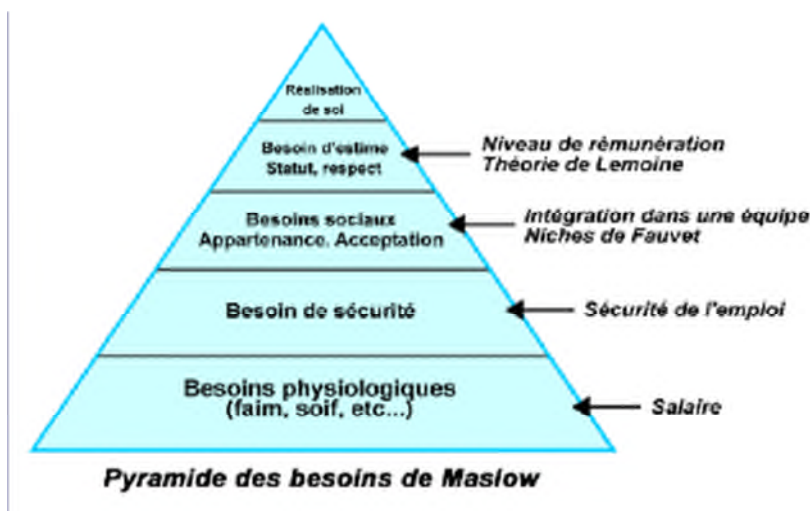 Réalisation
de soi
Besoin d'estime
Statut, respect
Niveau de rémunération
Théorie de Lemoine
Besoins sociaux
Appartenance. Acceptation
Intégration dans une équipe
Niches de Fauvet
Besoin de sécurité
Sécurité de l'emploi
Besoins physiologiques
(faim, soif, etc...)
Salaire
Pyramide des besoins de Maslow